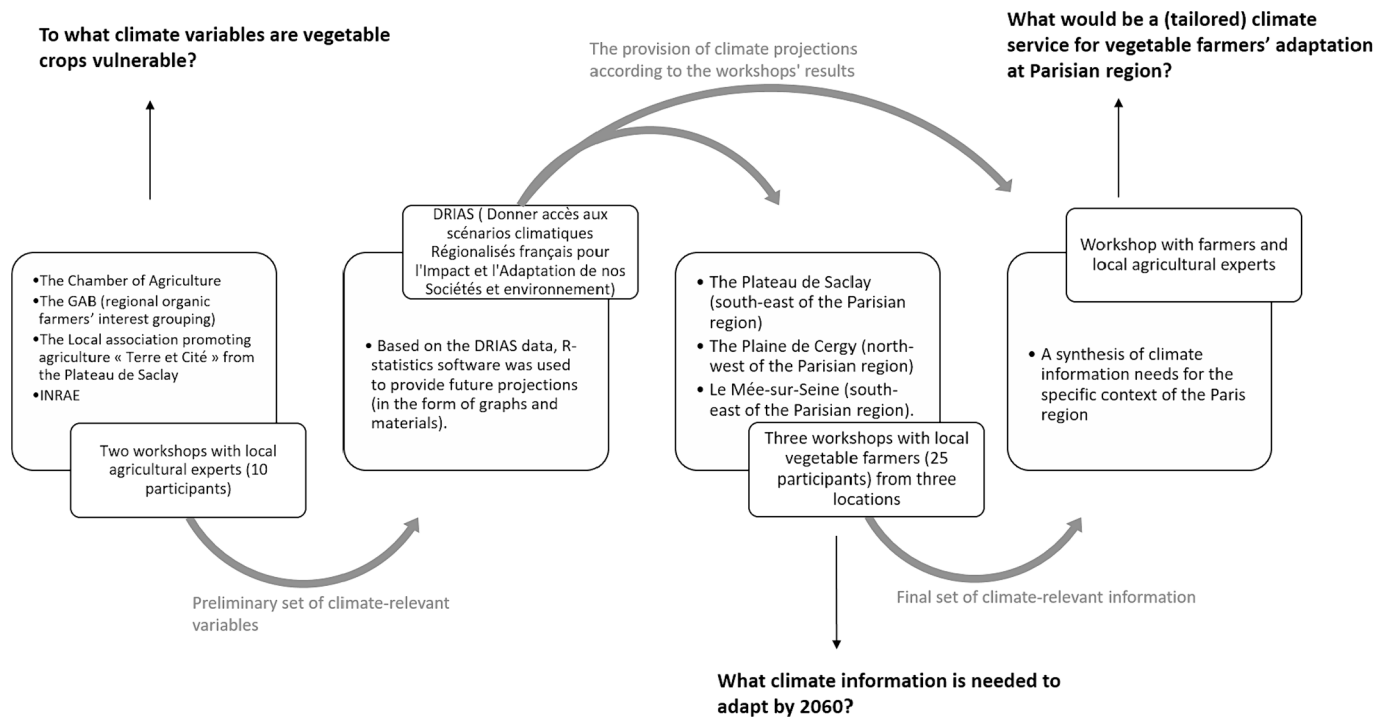 To what climate variables are vegetable
crops vulnerable?
The provision of climate projections
according to the workshops' results
What would be a (tailored) climate
service for vegetable farmers' adaptation
at Parisian region?
•The Chamber of Agriculture
•The GAB (regional organic
farmers' interest grouping)
•The Local association promoting
agriculture « Terre et Cité » from
the Plateau de Saclay
•INRAE
Two workshops with local
agricultural experts (10
participants)
Preliminary set of climate-relevant
variables
DRIAS ( Donner accès aux
scénarios climatiques
Régionalisés français pour
l'Impact et l'Adaptation de nos
Sociétés et environnement)
• Based on the DRIAS data, R-
statistics software was used
to provide future projections
(in the form of graphs and
materials).
• The Plateau de Saclay
(south-east of the Parisian
region)
• The Plaine de Cergy (north-
west of the Parisian region)
• Le Mée-sur-Seine (south-
east of the Parisian region).
Three workshops with local
vegetable farmers (25
participants) from three
locations
Final set of climate-relevant information
What climate information is needed to
adapt by 2060?
Workshop with farmers and
local agricultural experts
• A synthesis of climate
information needs for the
specific context of the Paris
region